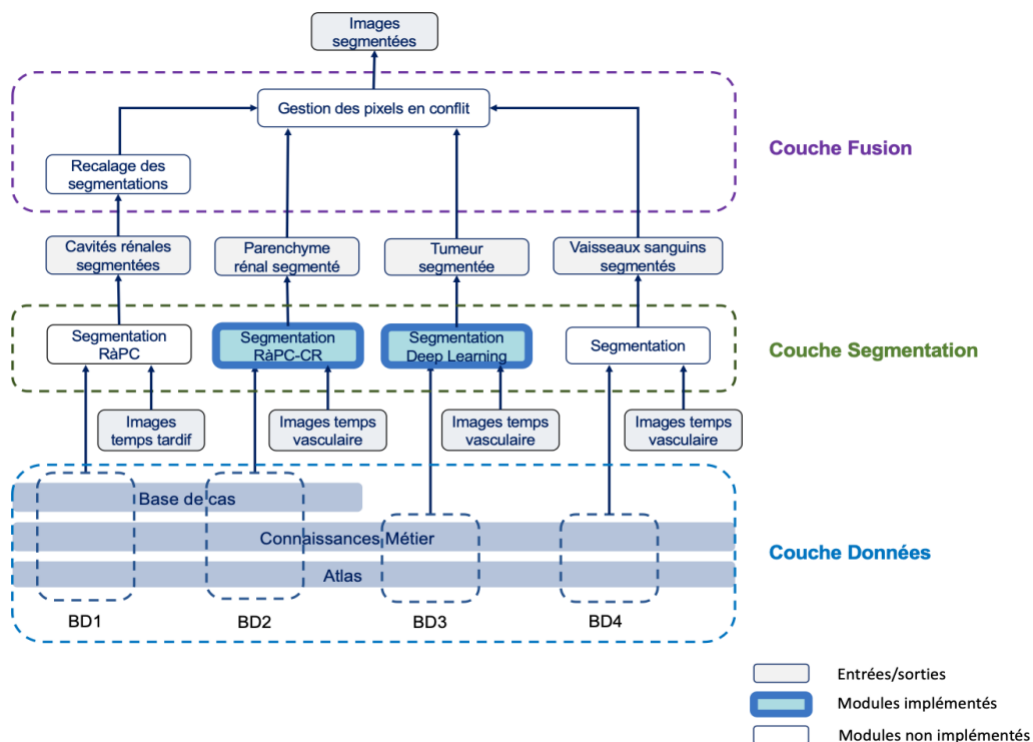 Images
segmentées
Gestion des pixels en conflit
Couche Fusion
Recalage des
segmentations
Cavités rénales
segmentées
Parenchyme
rénal segmenté
Tumeur
segmentée
Vaisseaux sanguins
segmentés
Segmentation
RàPC
Segmentation
RàPC-CR
Segmentation
Deep Learning
Segmentation
Couche Segmentation
Images
temps tardif
Images temps
vasculaire
Images temps
vasculaire
Images temps
vasculaire
Base de cas
Connaissances Métier
Atlas
Couche Données
BD1
BD2
BD3
BD4
Entrées/sorties
Modules implémentés
Modules non implémentés